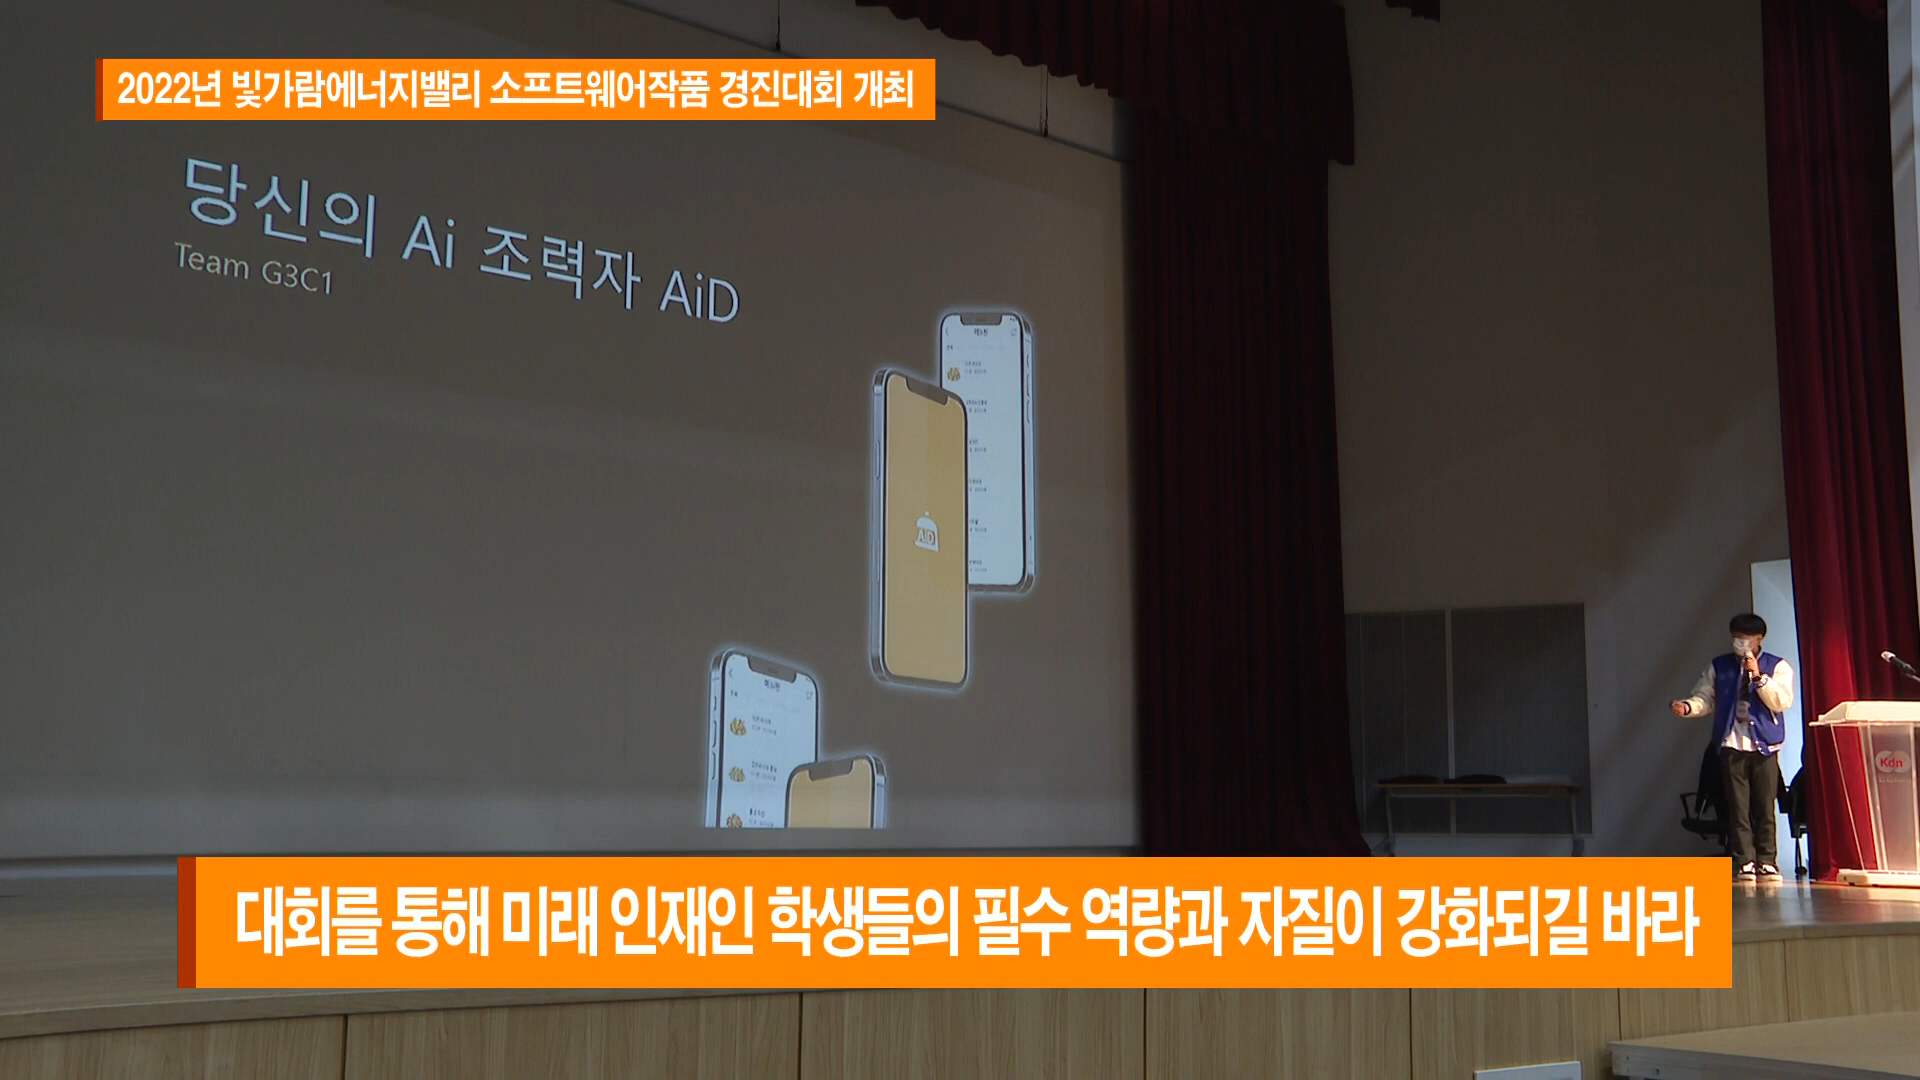 2022년 빛가람에너지밸리 소프트웨어작품 경진대회 개최
당신의 Ai 조력자 AiD
Team G3C1
AiD
Kdn
대회를 통해 미래 인재인 학생들의 필수 역량과 자질이 강화되길 바라